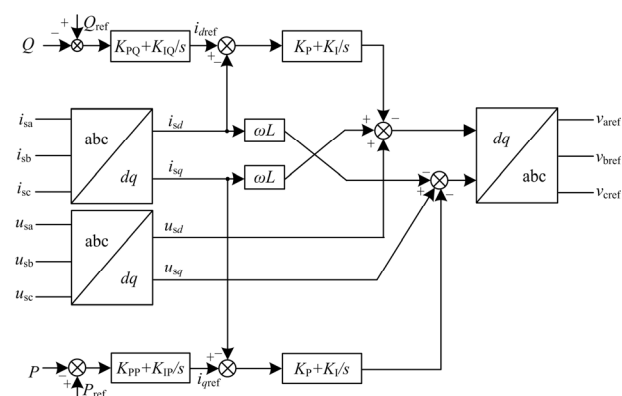 + Q_ref
Q − K_PQ+K_IQ/s i_dref + − K_P+K_I/s
i_sa abc dq i_sd ωL + + + − dq abc v_aref
i_sb v_bref
i_sc i_sq ωL − + − v_cref
u_sa abc dq u_sd
u_sb
u_sc u_sq
P − + K_PP+K_IP/s + − i_qref K_P+K_I/s
P_ref